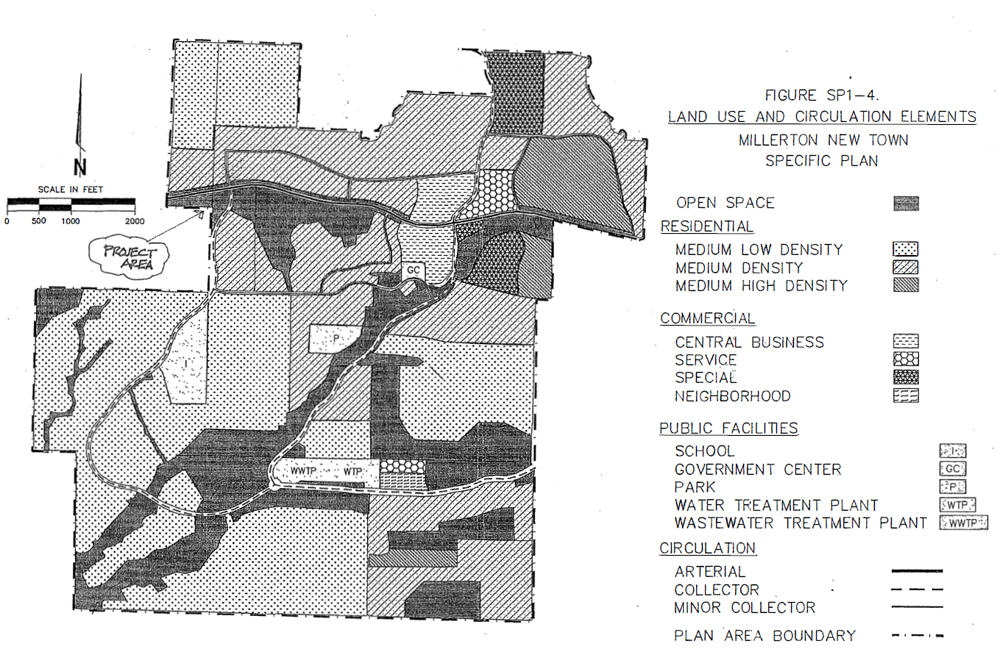 FIGURE SP1-4.
LAND USE AND CIRCULATION ELEMENTS
MILLERTON NEW TOWN
SPECIFIC PLAN
N
SCALE IN FEET
0 500 1000 2000
PROJECT
AREA
GC
P
I
WWTP WTP
OPEN SPACE
RESIDENTIAL
MEDIUM LOW DENSITY
MEDIUM DENSITY
MEDIUM HIGH DENSITY
COMMERCIAL
CENTRAL BUSINESS
SERVICE
SPECIAL
NEIGHBORHOOD
PUBLIC FACILITIES
SCHOOL I
GOVERNMENT CENTER GC
PARK P
WATER TREATMENT PLANT WTP
WASTEWATER TREATMENT PLANT WWTP
CIRCULATION
ARTERIAL
COLLECTOR
MINOR COLLECTOR
PLAN AREA BOUNDARY